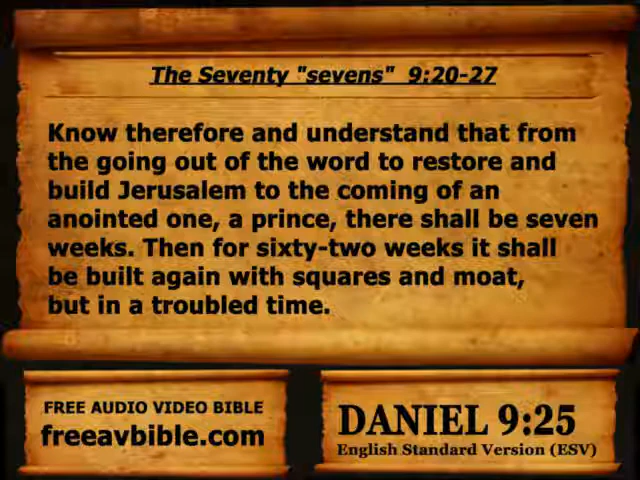 The Seventy "sevens" 9:20-27
Know therefore and understand that from
the going out of the word to restore and
build Jerusalem to the coming of an
anointed one, a prince, there shall be seven
weeks. Then for sixty-two weeks it shall
be built again with squares and moat,
but in a troubled time.
FREE AUDIO VIDEO BIBLE
freeavbible.com
DANIEL 9:25
English Standard Version (ESV)